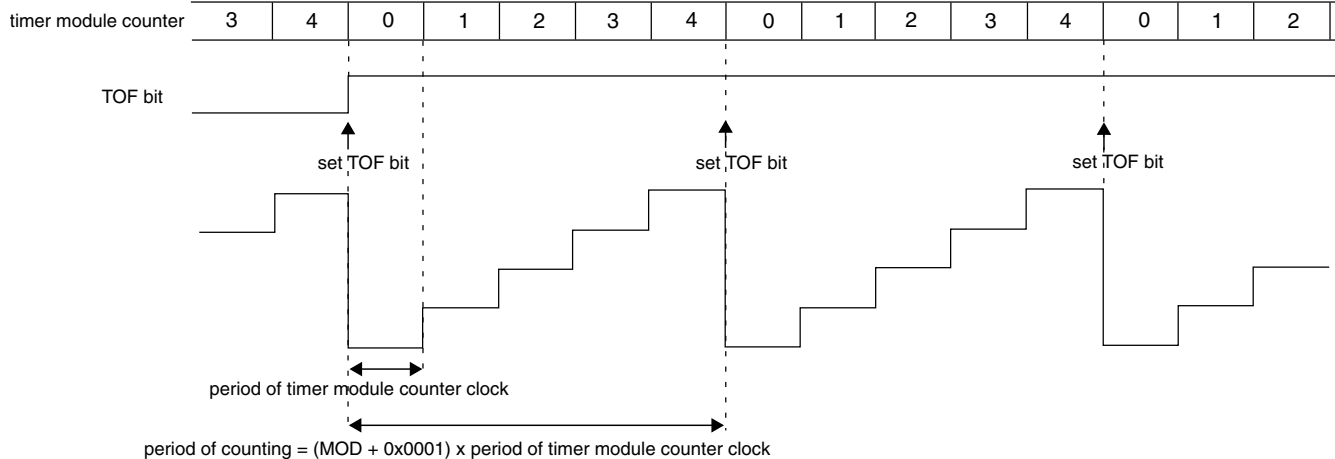 timer module counter 3 4 0 1 2 3 4 0 1 2 3 4 0 1 2
TOF bit
set TOF bit set TOF bit set TOF bit
period of timer module counter clock
period of counting = (MOD + 0x0001) x period of timer module counter clock